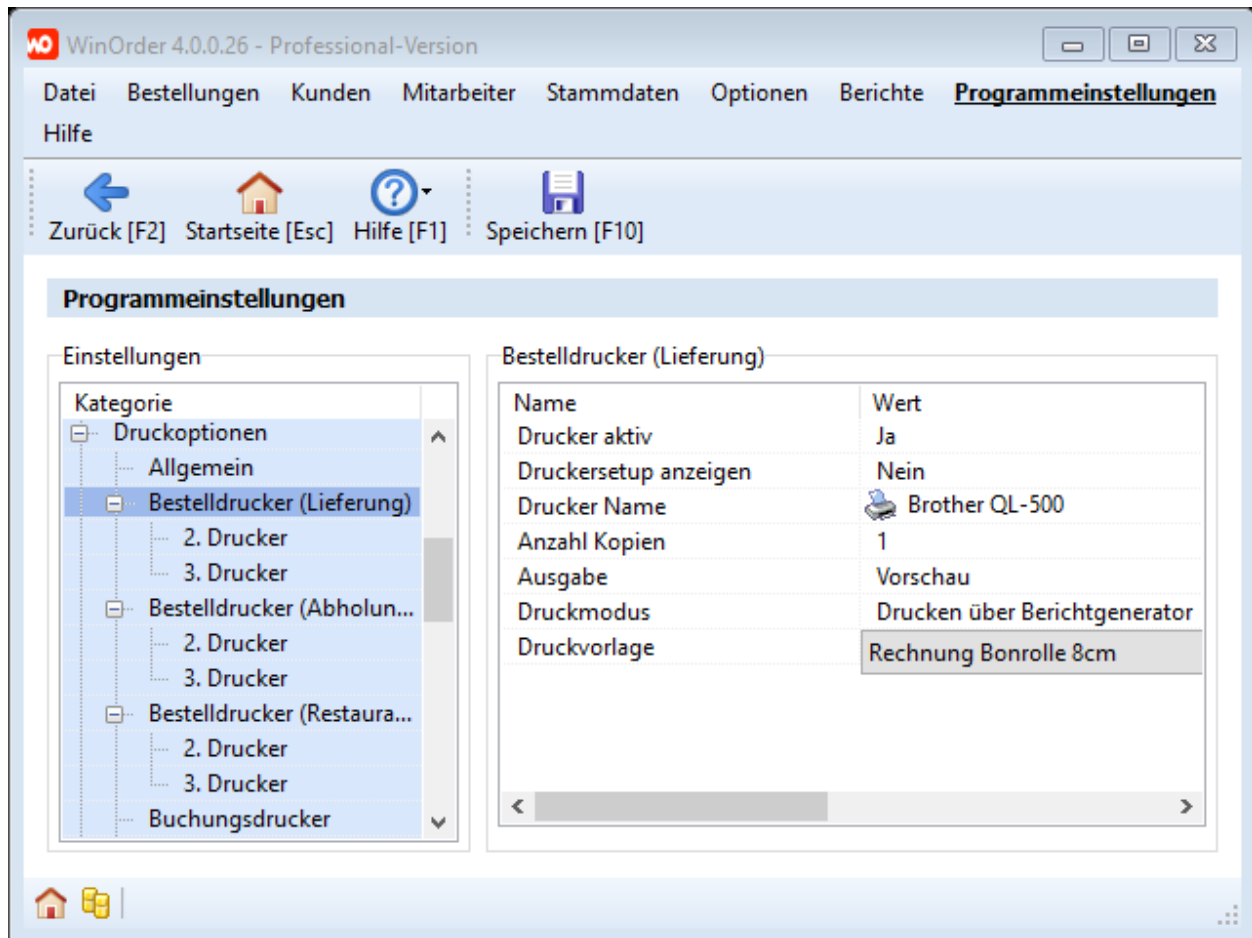 WO WinOrder 4.0.0.26 - Professional-Version
Datei Bestellungen Kunden Mitarbeiter Stammdaten Optionen Berichte Programmeinstellungen
Hilfe
Zurück [F2] Startseite [Esc] Hilfe [F1] Speichern [F10]
Programmeinstellungen
Einstellungen
Kategorie
Druckoptionen
Allgemein
Bestelldrucker (Lieferung)
2. Drucker
3. Drucker
Bestelldrucker (Abholun...
2. Drucker
3. Drucker
Bestelldrucker (Restaura...
2. Drucker
3. Drucker
Buchungsdrucker
Bestelldrucker (Lieferung)
Name Wert
Drucker aktiv Ja
Druckersetup anzeigen Nein
Drucker Name Brother QL-500
Anzahl Kopien 1
Ausgabe Vorschau
Druckmodus Drucken über Berichtgenerator
Druckvorlage Rechnung Bonrolle 8cm